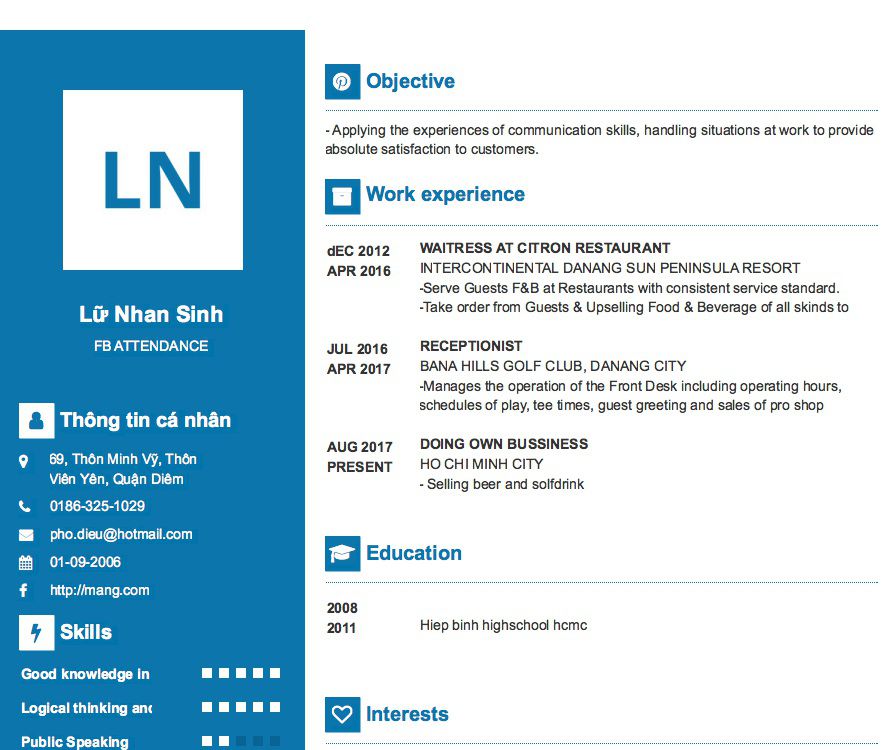 LN
Lữ Nhan Sinh
FB ATTENDANCE
Thông tin cá nhân
69, Thôn Minh Vỹ, Thôn
Viên Yên, Quận Diêm
0186-325-1029
pho.dieu@hotmail.com
01-09-2006
http://mang.com
Skills
Good knowledge in
Logical thinking and
Public Speaking
Objective
- Applying the experiences of communication skills, handling situations at work to provide
absolute satisfaction to customers.
Work experience
dEC 2012
APR 2016
WAITRESS AT CITRON RESTAURANT
INTERCONTINENTAL DANANG SUN PENINSULA RESORT
-Serve Guests F&B at Restaurants with consistent service standard.
-Take order from Guests & Upselling Food & Beverage of all skinds to
JUL 2016
APR 2017
RECEPTIONIST
BANA HILLS GOLF CLUB, DANANG CITY
-Manages the operation of the Front Desk including operating hours,
schedules of play, tee times, guest greeting and sales of pro shop
AUG 2017
PRESENT
DOING OWN BUSSINESS
HO CHI MINH CITY
- Selling beer and solfdrink
Education
2008
2011
Hiep binh highschool hcmc
Interests